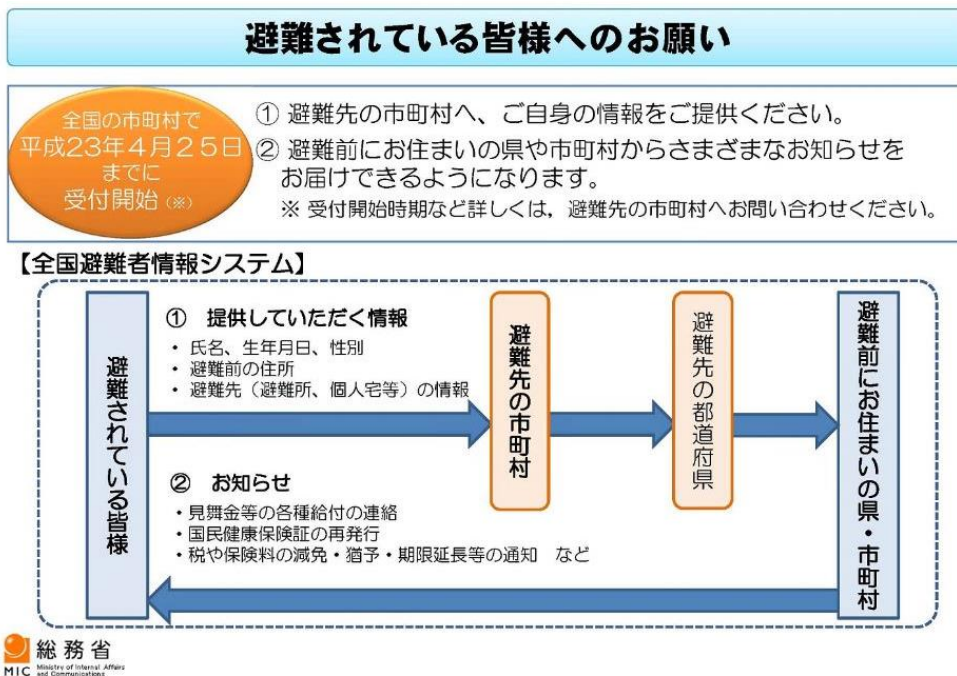 避難されている皆様へのお願い
全国の市町村で
平成23年4月25日
までに
受付開始（※）
① 避難先の市町村へ、ご自身の情報をご提供ください。
② 避難前にお住まいの県や市町村からさまざまなお知らせを
お届けできるようになります。
※ 受付開始時期など詳しくは，避難先の市町村へお問い合わせください。
【全国避難者情報システム】
避難されている皆様
① 提供していただく情報
・ 氏名、生年月日、性別
・ 避難前の住所
・ 避難先（避難所、個人宅等）の情報
② お知らせ
・見舞金等の各種給付の連絡
・国民健康保険証の再発行
・税や保険料の減免・猶予・期限延長等の通知 など
避難先の市町村
避難先の都道府県
避難前にお住まいの県・市町村
総務省
MIC Ministry of Internal Affairs
and Communications